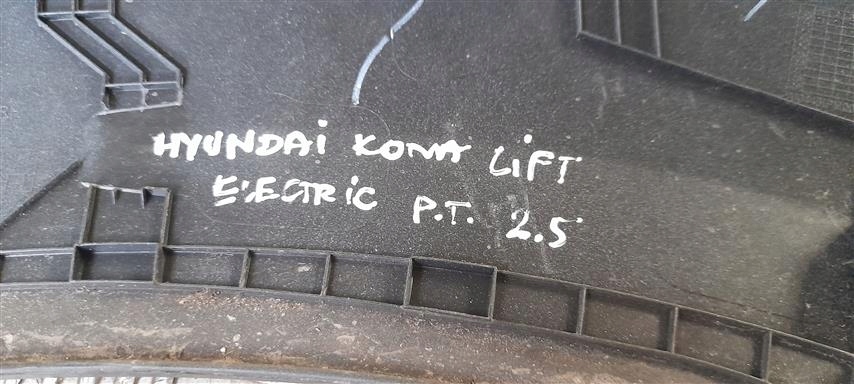 HYUNDAi KONA LiFT
ELECTRiC P.T. 2.5